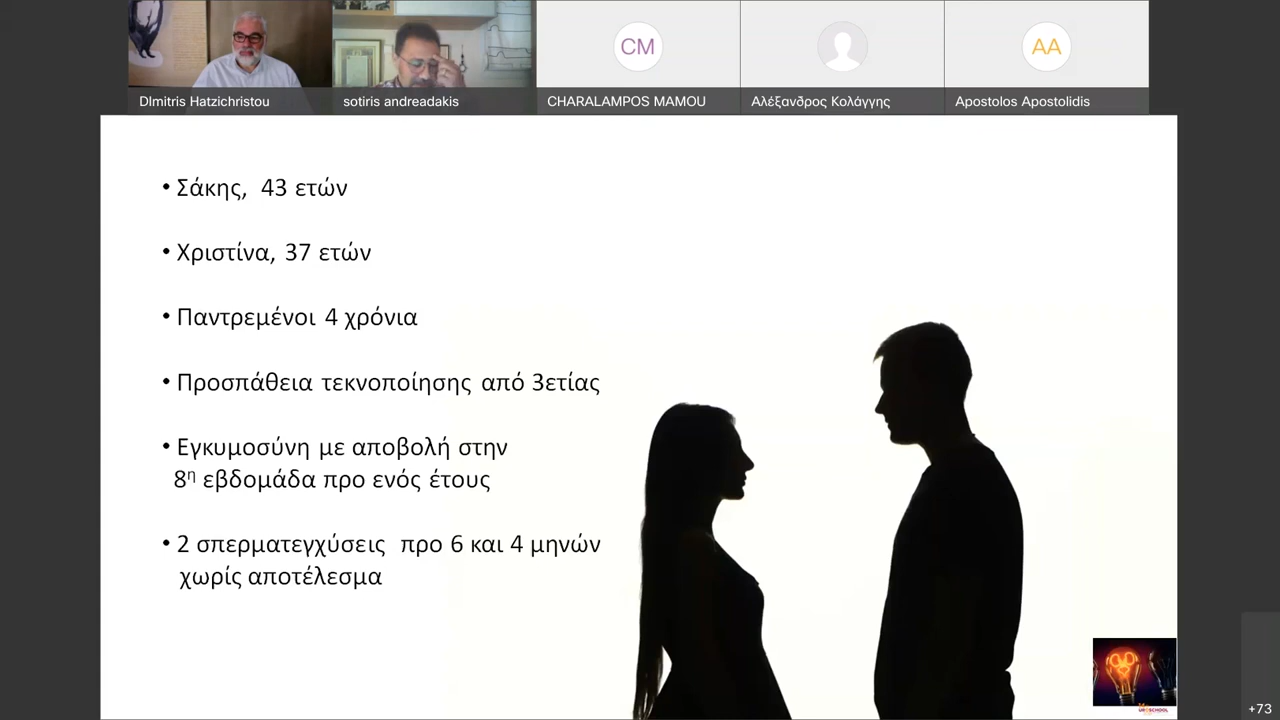 CM
AA
DImitris Hatzichristou
sotiris andreadakis
CHARALAMPOS MAMOU
Αλέξανδρος Κολάγγης
Apostolos Apostolidis
• Σάκης, 43 ετών
• Χριστίνα, 37 ετών
• Παντρεμένοι 4 χρόνια
• Προσπάθεια τεκνοποίησης από 3ετίας
• Εγκυμοσύνη με αποβολή στην
8η εβδομάδα προ ενός έτους
• 2 σπερματεγχύσεις προ 6 και 4 μηνών
χωρίς αποτέλεσμα
+73